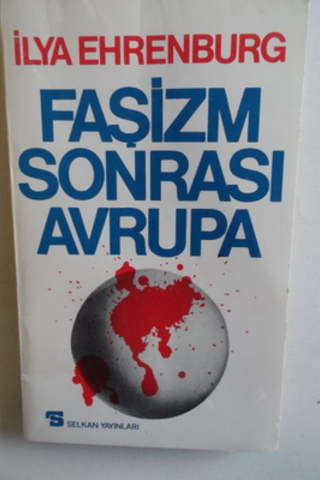 İLYA EHRENBURG
FAŞİZM
SONRASI
AVRUPA
SELKAN YAYINLARI